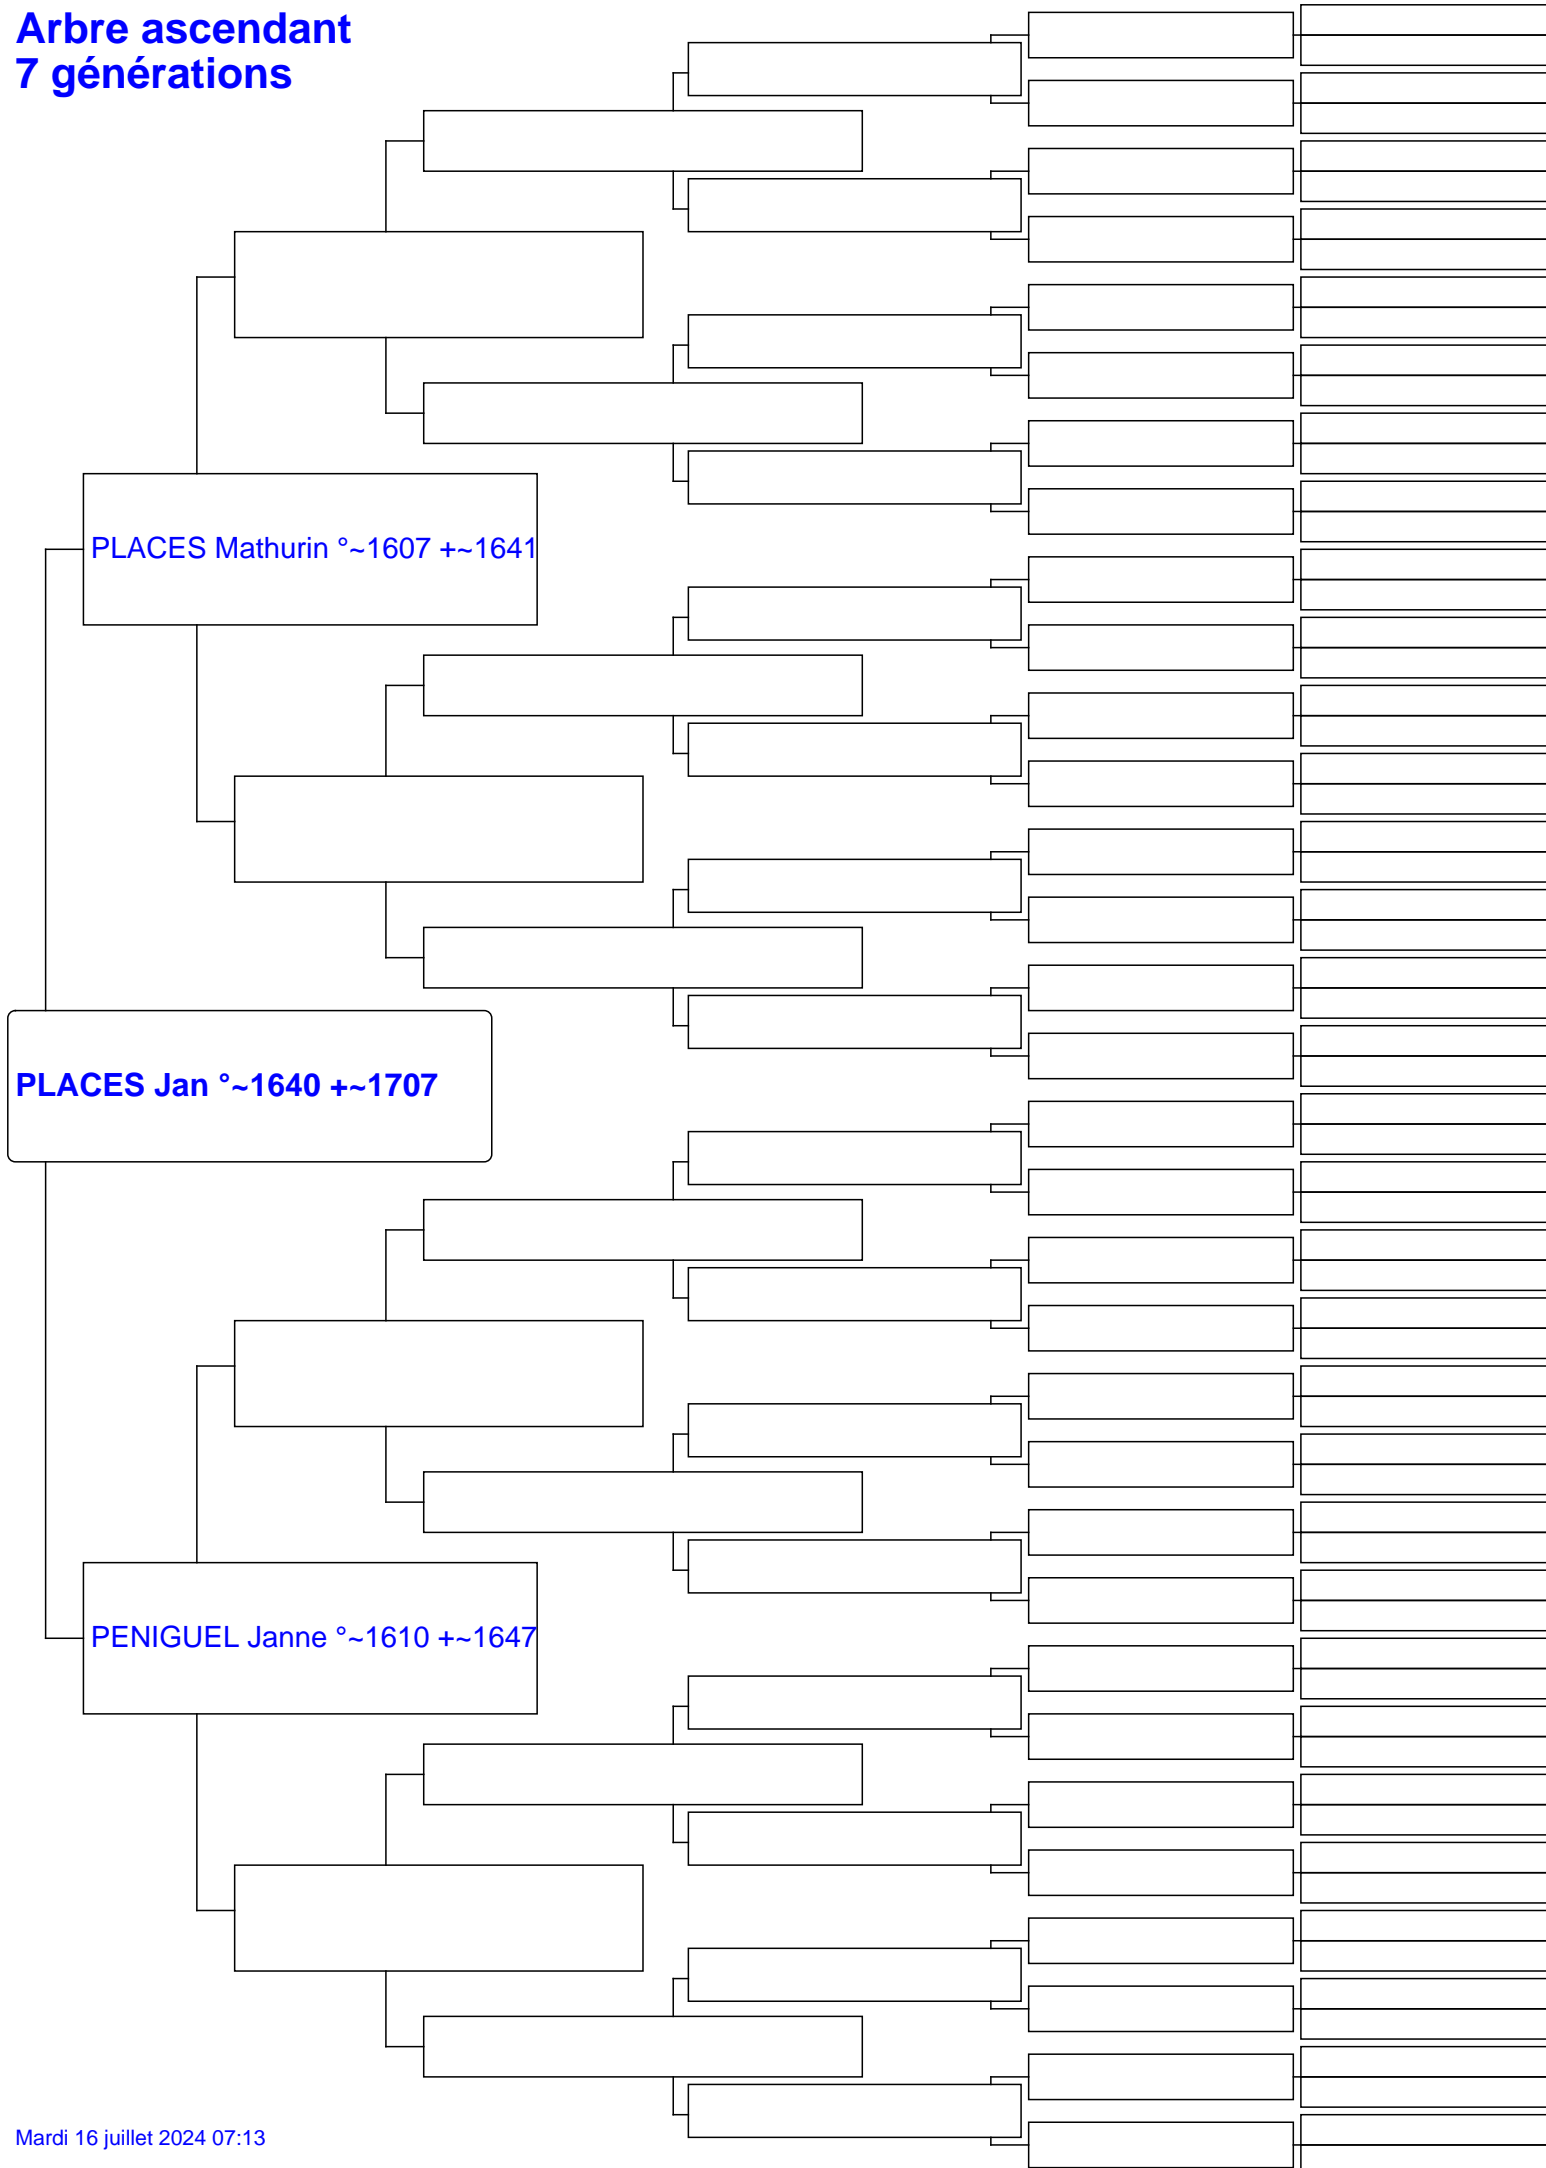 Arbre ascendant
7 générations
PLACES Mathurin °~1607 +~1641
PLACES Jan °~1640 +~1707
PENIGUEL Janne °~1610 +~1647
Mardi 16 juillet 2024 07:13